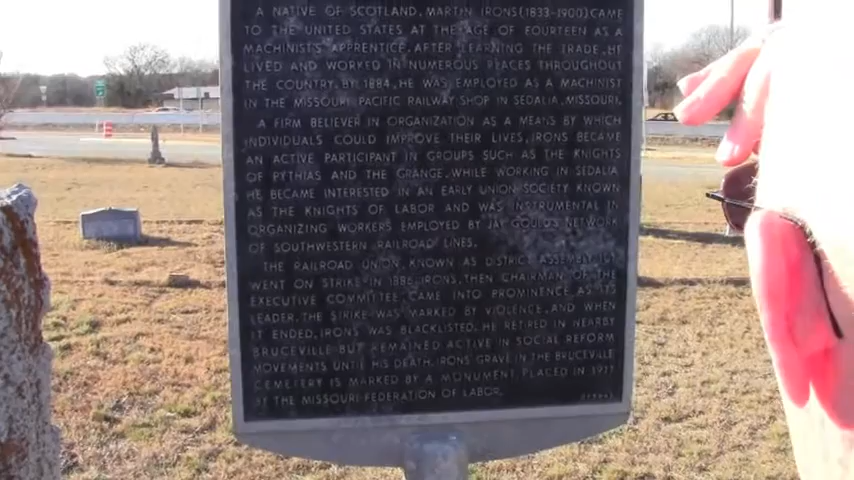 A NATIVE OF SCOTLAND, MARTIN IRONS (1833-1900) CAME
TO THE UNITED STATES AT THE AGE OF FOURTEEN AS A
MACHINIST'S APPRENTICE. AFTER LEARNING THE TRADE, HE
LIVED AND WORKED IN NUMEROUS PLACES THROUGHOUT
THE COUNTRY. BY 1884, HE WAS EMPLOYED AS A MACHINIST
IN THE MISSOURI PACIFIC RAILWAY SHOP IN SEDALIA, MISSOURI.
A FIRM BELIEVER IN ORGANIZATION AS A MEANS BY WHICH
INDIVIDUALS COULD IMPROVE THEIR LIVES, IRONS BECAME
AN ACTIVE PARTICIPANT IN GROUPS SUCH AS THE KNIGHTS
OF PYTHIAS AND THE GRANGE. WHILE WORKING IN SEDALIA
HE BECAME INTERESTED IN AN EARLY UNION SOCIETY KNOWN
AS THE KNIGHTS OF LABOR AND WAS INSTRUMENTAL IN
ORGANIZING WORKERS EMPLOYED BY JAY GOULD'S NETWORK
OF SOUTHWESTERN RAILROAD LINES.
THE RAILROAD UNION, KNOWN AS DISTRICT ASSEMBLY 101
WENT ON STRIKE IN 1886. IRONS, THEN CHAIRMAN OF THE
EXECUTIVE COMMITTEE, CAME INTO PROMINENCE AS ITS
LEADER. THE STRIKE WAS MARKED BY VIOLENCE, AND WHEN
IT ENDED, IRONS WAS BLACKLISTED. HE RETIRED IN NEARBY
BRUCEVILLE BUT REMAINED ACTIVE IN SOCIAL REFORM
MOVEMENTS UNTIL HIS DEATH. IRONS' GRAVE IN THE BRUCEVILLE
CEMETERY IS MARKED BY A MONUMENT PLACED IN 1911
BY THE MISSOURI FEDERATION OF LABOR.